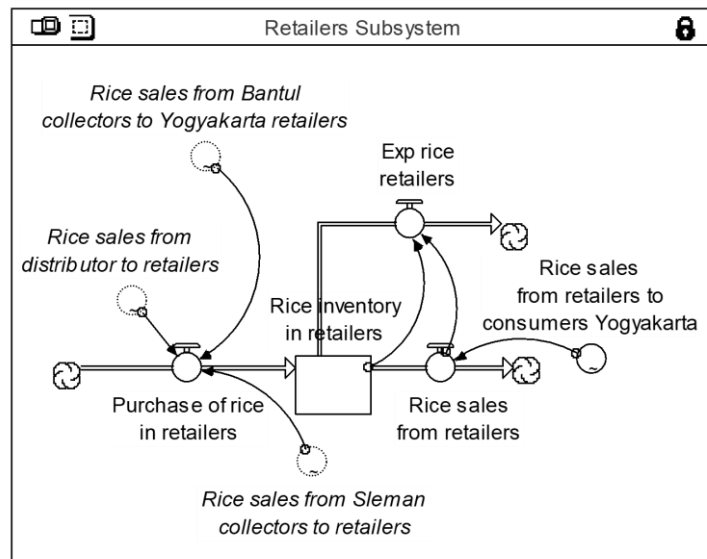 Retailers Subsystem
Rice sales from Bantul
collectors to Yogyakarta retailers
Exp rice
retailers
Rice sales from
distributor to retailers
Rice sales
from retailers to
consumers Yogyakarta
Rice inventory
in retailers
Purchase of rice
in retailers
Rice sales
from retailers
Rice sales from Sleman
collectors to retailers